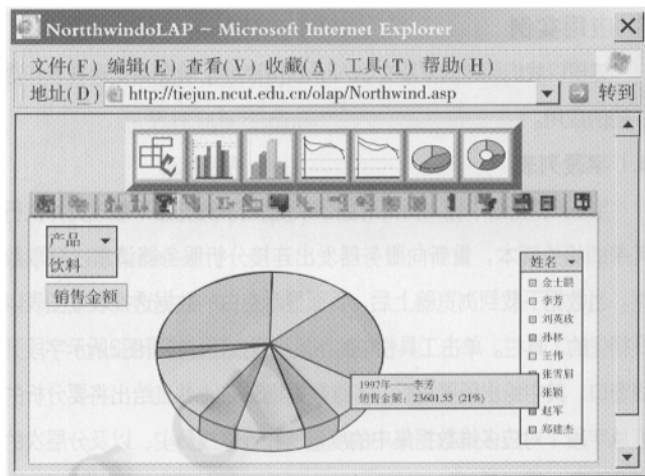 NortthwindoLAP ~ Microsoft Internet Explorer
文件(F) 编辑(E) 查看(V) 收藏(A) 工具(T) 帮助(H)
地址(D) http://tiejun.ncut.edu.cn/olap/Northwind.asp 转到
产品
饮料
销售金额
姓名
金士鹏
李芳
刘英玫
孙林
王伟
张雪眉
张颖
赵军
郑建杰
1997年——李芳
销售金额: 23601.55 (21%)